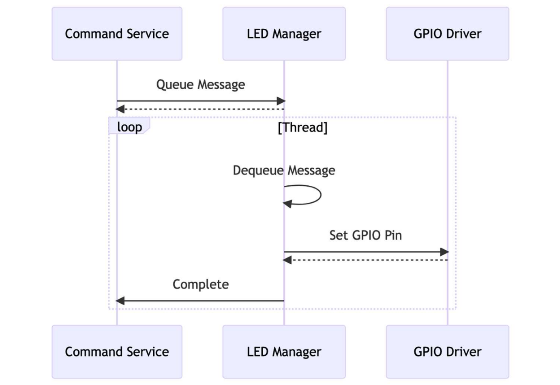 Command Service
LED Manager
GPIO Driver
Queue Message
loop
[Thread]
Dequeue Message
Set GPIO Pin
Complete
Command Service
LED Manager
GPIO Driver